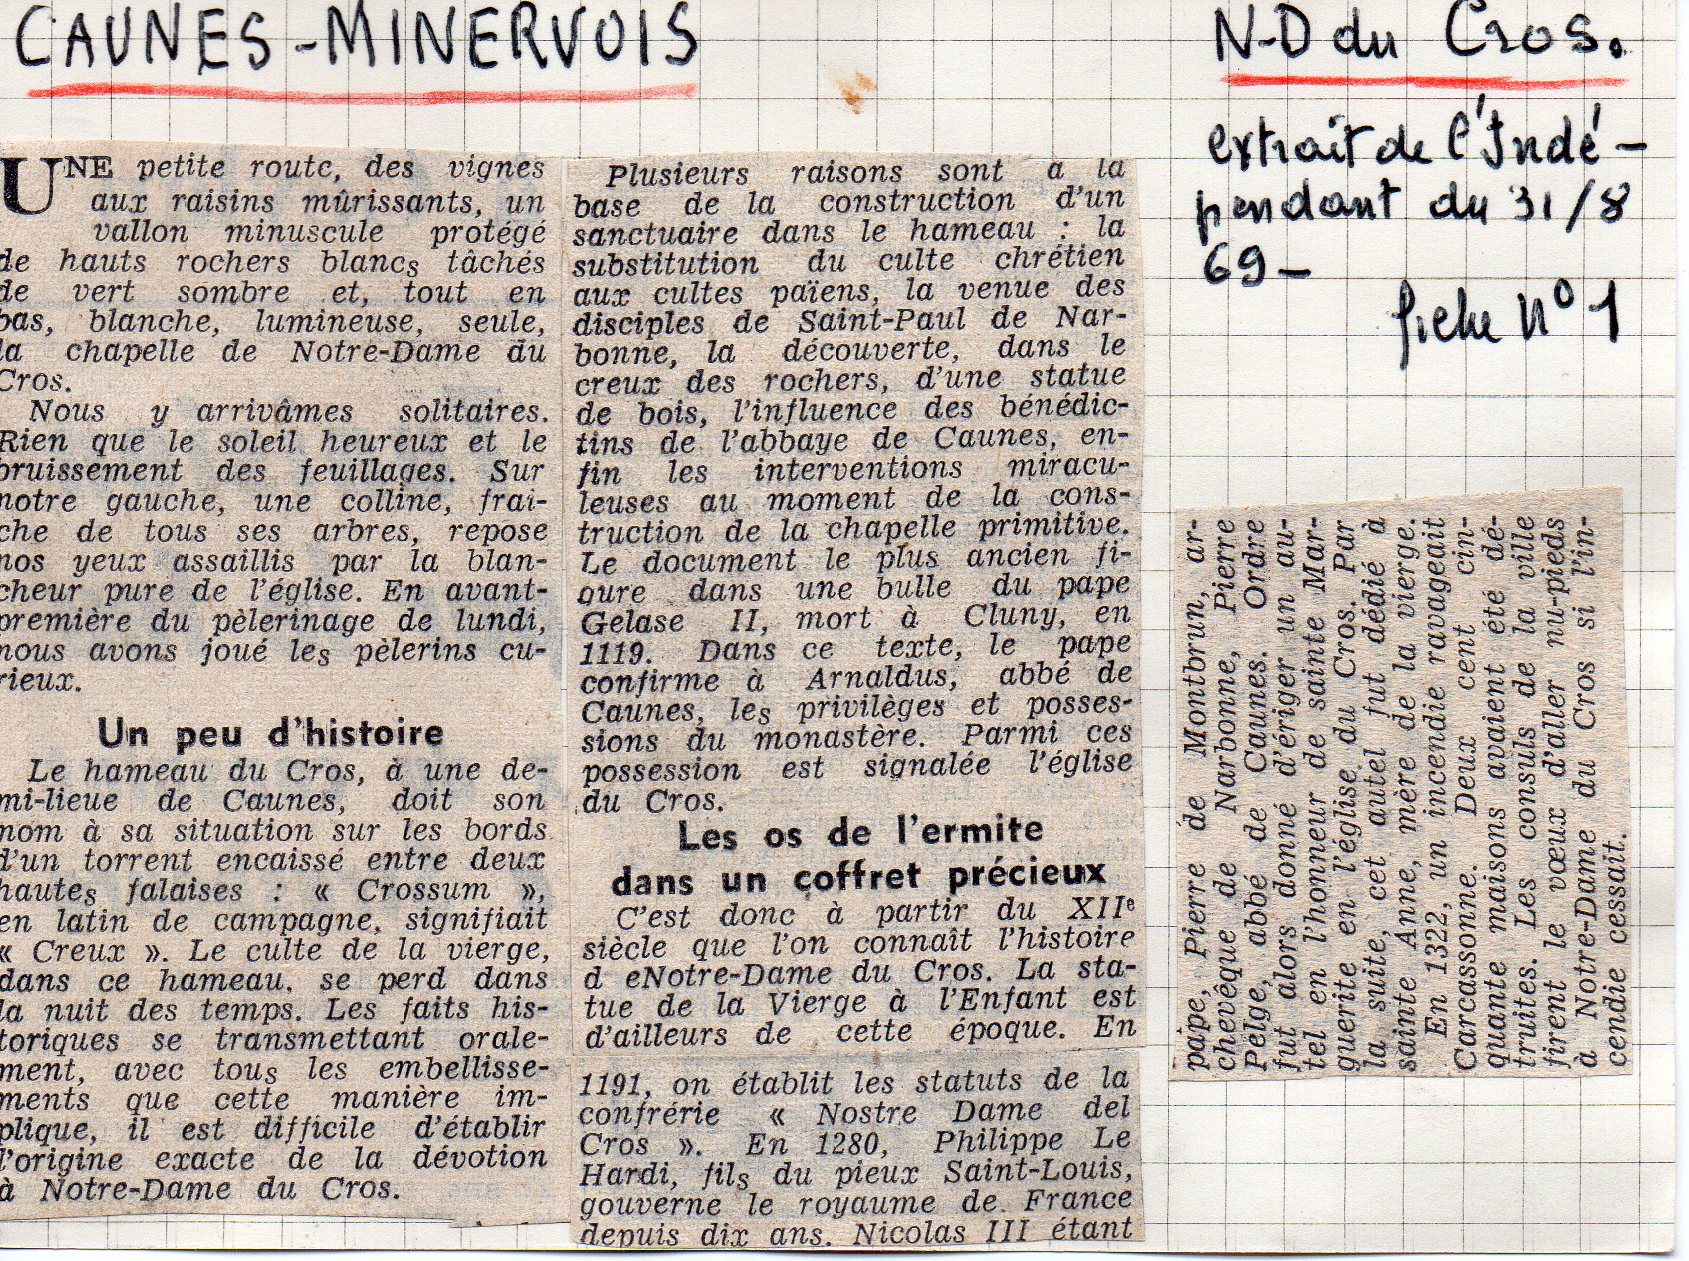 CAUNES-MINERVOIS
N-D du Cros.
extrait de l'Indé-
pendant du 31/8
69-
fiche N° 1
UNE petite route, des vignes
aux raisins mûrissants, un
vallon minuscule protégé
de hauts rochers blancs tâchés
de vert sombre et, tout en
bas, blanche, lumineuse, seule,
la chapelle de Notre-Dame du
Cros.
Nous y arrivâmes solitaires.
Rien que le soleil heureux et le
bruissement des feuillages. Sur
notre gauche, une colline, fraî-
che de tous ses arbres, repose
nos yeux assaillis par la blan-
cheur pure de l'église. En avant-
première du pèlerinage de lundi,
nous avons joué les pèlerins cu-
rieux.
Un peu d'histoire
Le hameau du Cros, à une de-
mi-lieue de Caunes, doit son
nom à sa situation sur les bords
d'un torrent encaissé entre deux
hautes falaises : « Crossum »,
en latin de campagne, signifiait
« Creux ». Le culte de la vierge,
dans ce hameau, se perd dans
la nuit des temps. Les faits his-
toriques se transmettant orale-
ment, avec tous les embellisse-
ments que cette manière im-
plique, il est difficile d'établir
l'origine exacte de la dévotion
à Notre-Dame du Cros.
Plusieurs raisons sont a la
base de la construction d'un
sanctuaire dans le hameau : la
substitution du culte chrétien
aux cultes païens, la venue des
disciples de Saint-Paul de Nar-
bonne, la découverte, dans le
creux des rochers, d'une statue
de bois, l'influence des bénédic-
tins de l'abbaye de Caunes, en-
fin les interventions miracu-
leuses au moment de la cons-
truction de la chapelle primitive.
Le document le plus ancien fi-
gure dans une bulle du pape
Gelase II, mort à Cluny, en
1119. Dans ce texte, le pape
confirme à Arnaldus, abbé de
Caunes, les privilèges et posses-
sions du monastère. Parmi ces
possession est signalée l'église
du Cros.
Les os de l'ermite
dans un coffret précieux
C'est donc à partir du XIIe
siècle que l'on connaît l'histoire
d eNotre-Dame du Cros. La sta-
tue de la Vierge à l'Enfant est
d'ailleurs de cette époque. En
1191, on établit les statuts de la
confrérie « Nostre Dame del
Cros ». En 1280, Philippe Le
Hardi, fils du pieux Saint-Louis,
gouverne le royaume de France
depuis dix ans. Nicolas III étant
paipe, Pierre de Montbrun, ar-
chevêque de Narbonne, Pierre
Pelge, abbé de Caunes. Ordre
fut alors donné d'ériger un au-
tel en l'honneur de sainte Mar-
guerite en l'église du Cros. Par
la suite, cet autel fut dédié à
sainte Anne, mère de la vierge.
En 1322, un incendie ravageait
Carcassonne. Deux cent cin-
quante maisons avaient été dé-
truites. Les consuls de la ville
firent le vœux d'aller nu-pieds
à Notre-Dame du Cros si l'in-
cendie cessait.